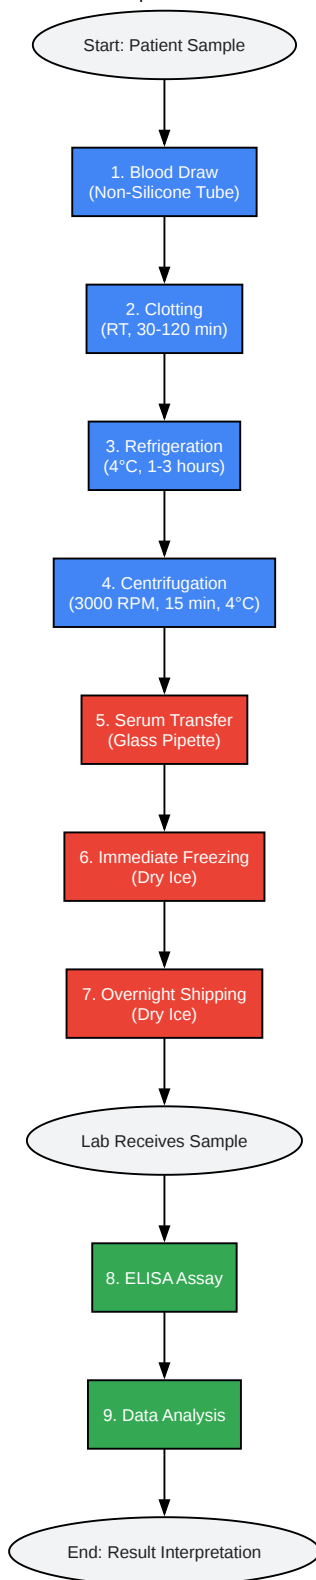 Start: Patient Sample
1. Blood Draw
(Non-Silicone Tube)
2. Clotting
(RT, 30-120 min)
3. Refrigeration
(4°C, 1-3 hours)
4. Centrifugation
(3000 RPM, 15 min, 4°C)
5. Serum Transfer
(Glass Pipette)
6. Immediate Freezing
(Dry Ice)
7. Overnight Shipping
(Dry Ice)
Lab Receives Sample
8. ELISA Assay
9. Data Analysis
End: Result Interpretation